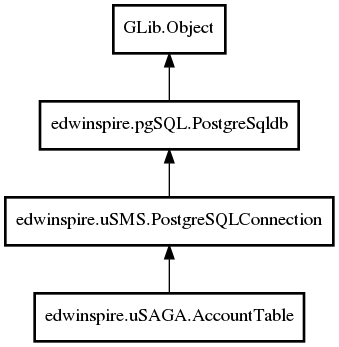 GLib.Object
edwinspire.pgSQL.PostgreSqldb
edwinspire.uSMS.PostgreSQLConnection
edwinspire.uSAGA.AccountTable